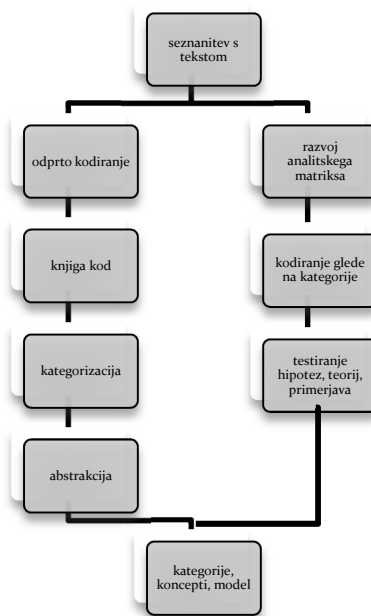 seznanitev s
tekstom
odprto kodiranje
knjiga kod
kategorizacija
abstrakcija
razvoj
analitskega
matriksa
kodiranje glede
na kategorije
testiranje
hipotez, teorij,
primerjava
kategorije,
koncepti, model